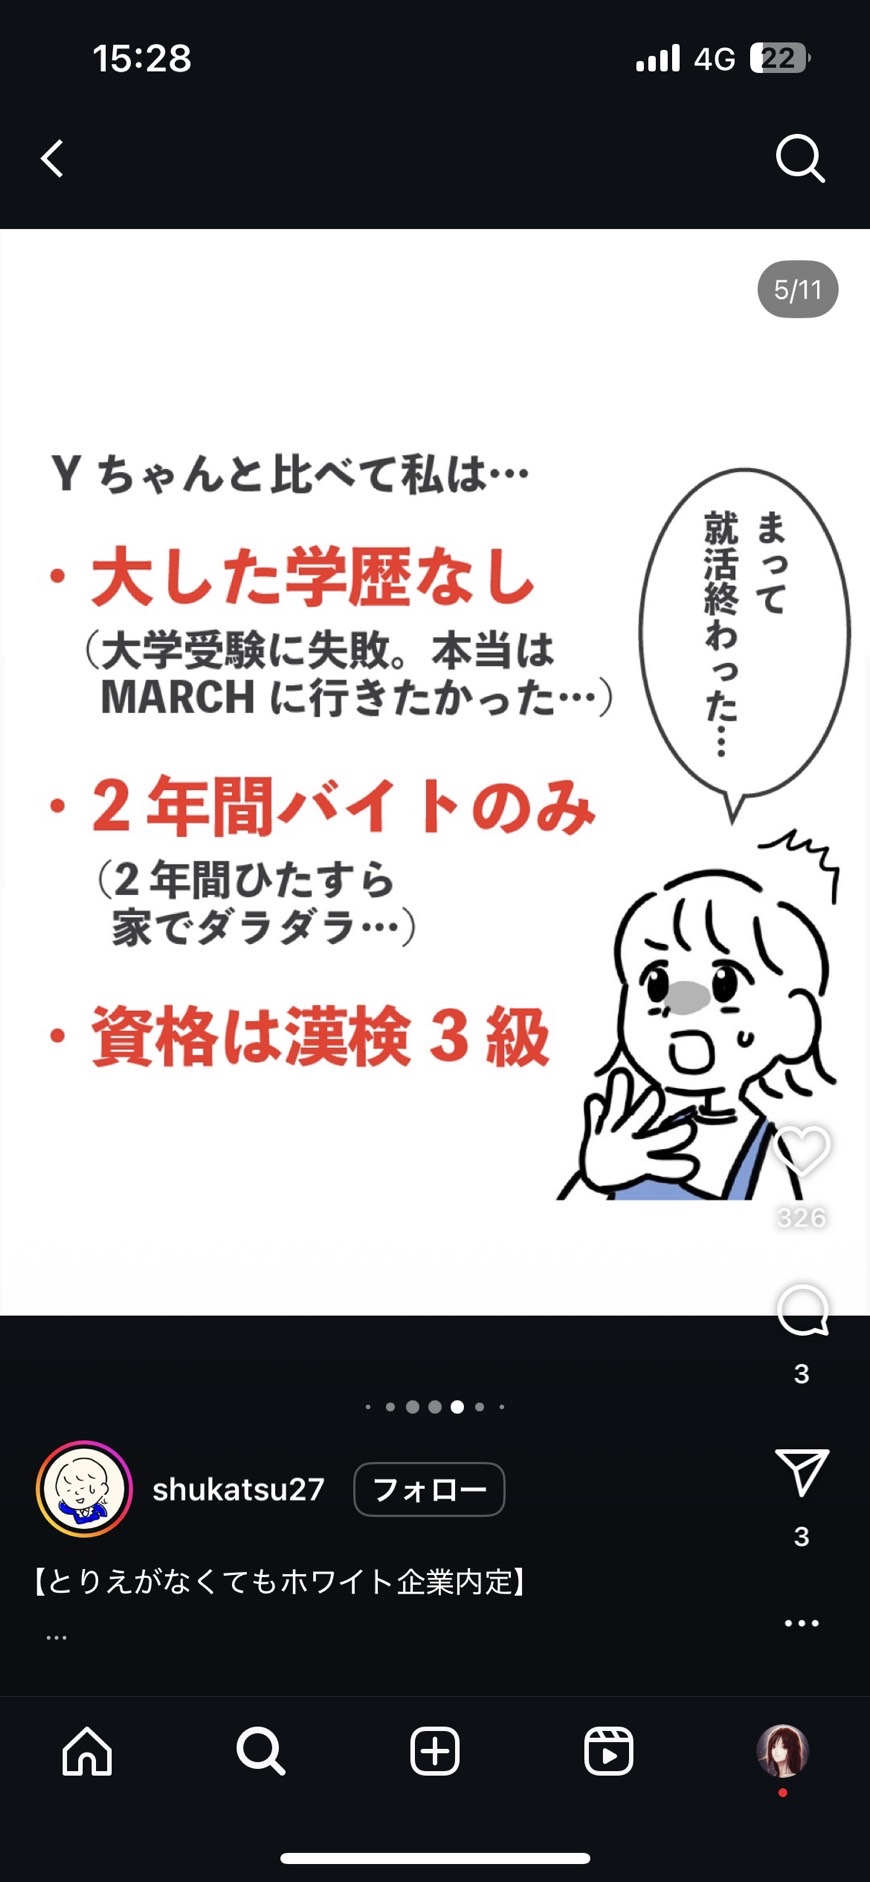 15:28
4G
22
5/11
Yちゃんと比べて私は…
・大した学歴なし
（大学受験に失敗。本当は
MARCHに行きたかった…）
・2年間バイトのみ
（2年間ひたすら
家でダラダラ…）
・資格は漢検3級
まって
就活終わった…
326
3
shukatsu27
フォロー
3
【とりえがなくてもホワイト企業内定】
...